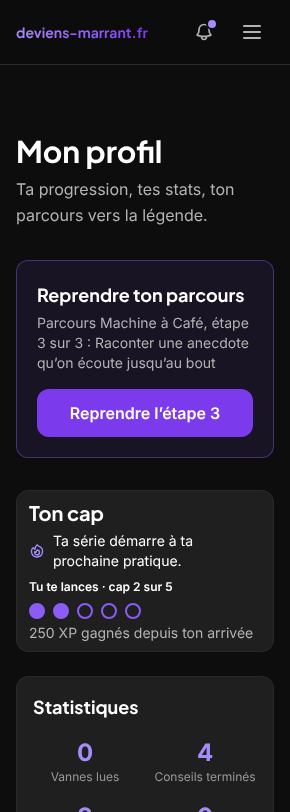 deviens-marrant.fr
Mon profil
Ta progression, tes stats, ton
parcours vers la légende.
Reprendre ton parcours
Parcours Machine à Café, étape
3 sur 3 : Raconter une anecdote
qu’on écoute jusqu’au bout
Reprendre l’étape 3
Ton cap
Ta série démarre à ta
prochaine pratique.
Tu te lances · cap 2 sur 5
250 XP gagnés depuis ton arrivée
Statistiques
0 4
Vannes lues Conseils terminés